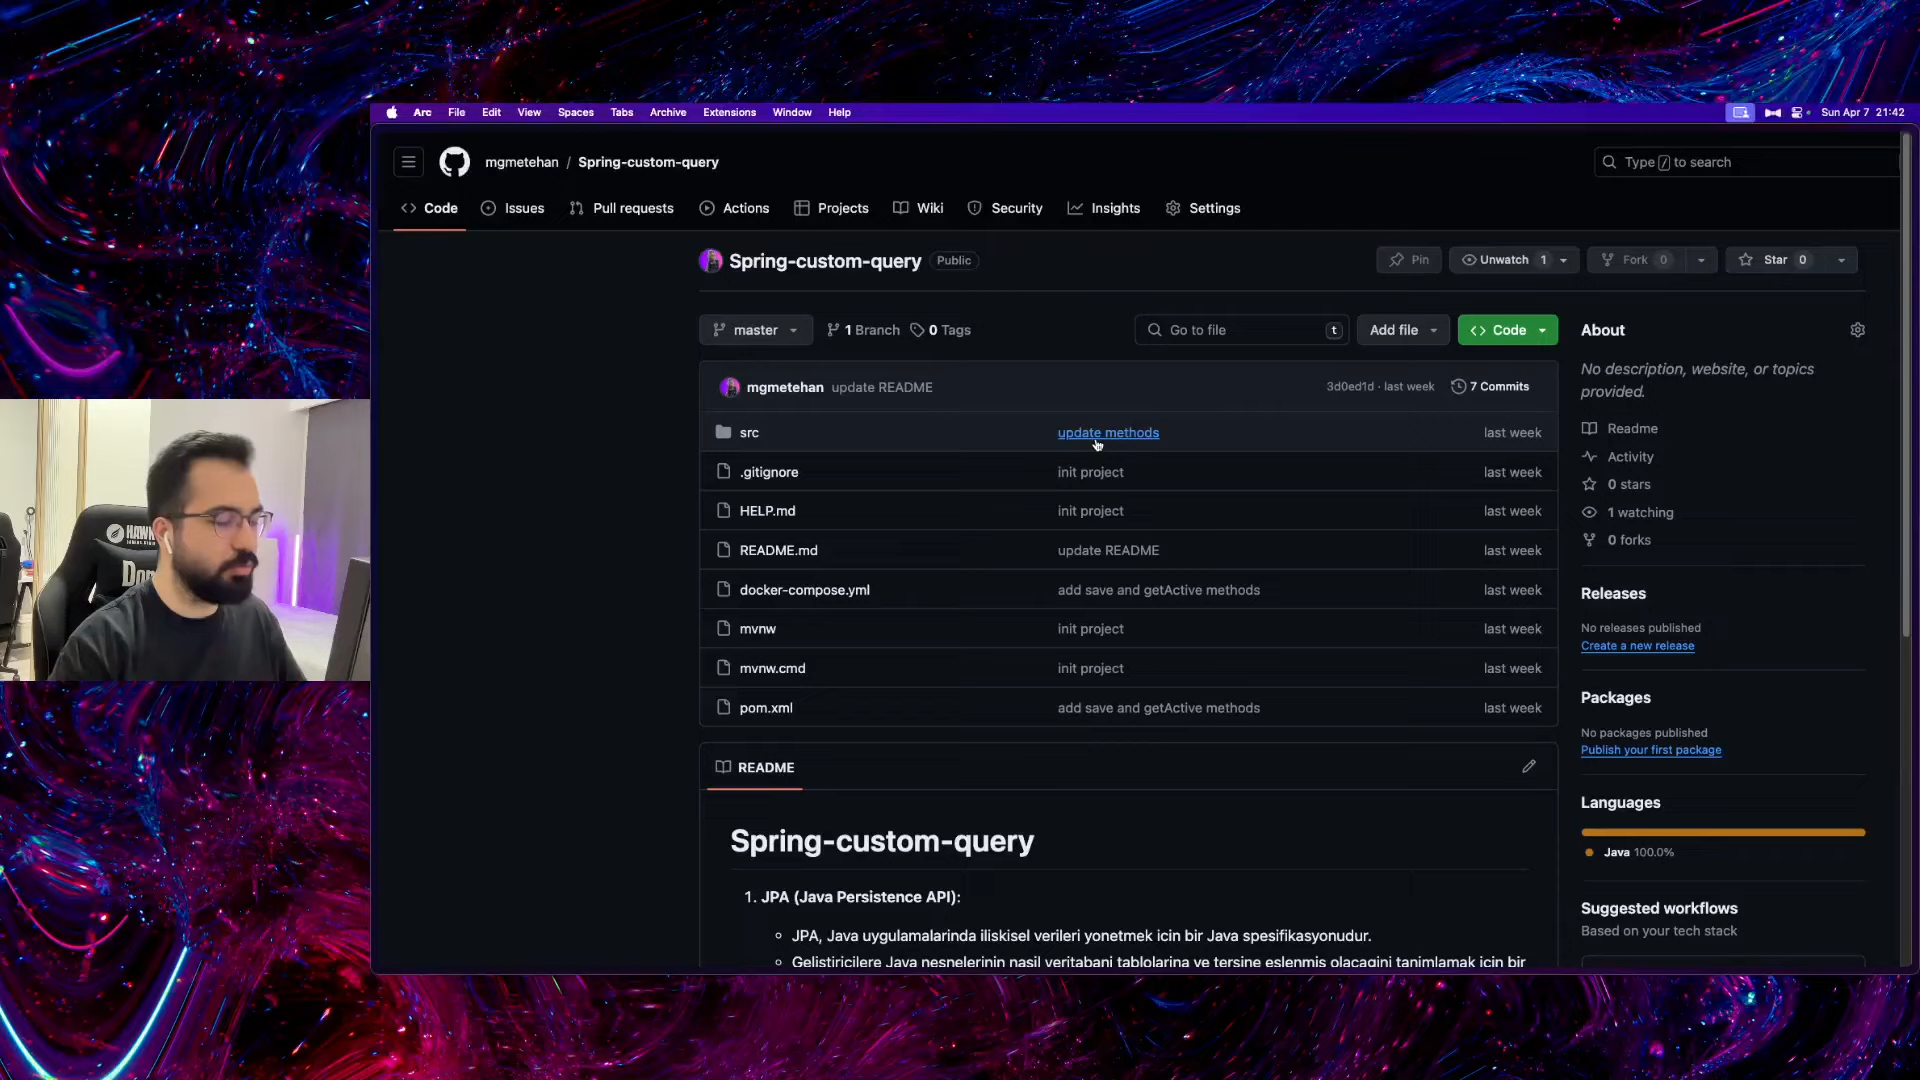 Arc File Edit View Spaces Tabs Archive Extensions Window Help Sun Apr 7 21:42
mgmetehan / Spring-custom-query Type / to search
Code Issues Pull requests Actions Projects Wiki Security Insights Settings
Spring-custom-query Public Pin Unwatch 1 Fork 0 Star 0
master 1 Branch 0 Tags Go to file t Add file Code
mgmetehan update README 3d0ed1d · last week 7 Commits
src update methods last week
.gitignore init project last week
HELP.md init project last week
README.md update README last week
docker-compose.yml add save and getActive methods last week
mvnw init project last week
mvnw.cmd init project last week
pom.xml add save and getActive methods last week
README
Spring-custom-query
1. JPA (Java Persistence API):
JPA, Java uygulamalarinda iliskisel verileri yonetmek icin bir Java spesifikasyonudur.
Gelistiricilere Java nesnelerinin nasil veritabani tablolarina ve tersine eslenmis olacagini tanimlamak icin bir
About
No description, website, or topics
provided.
Readme
Activity
0 stars
1 watching
0 forks
Releases
No releases published
Create a new release
Packages
No packages published
Publish your first package
Languages
Java 100.0%
Suggested workflows
Based on your tech stack